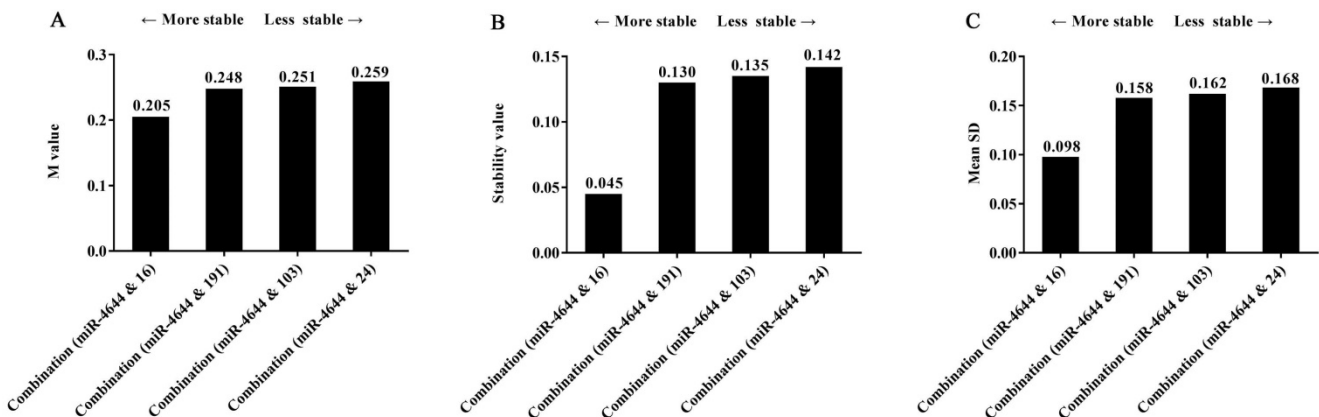 A
← More stable Less stable →
M value
0.3
0.2
0.1
0.0
0.205
0.248
0.251
0.259
Combination (miR-4644 & 16)
Combination (miR-4644 & 191)
Combination (miR-4644 & 103)
Combination (miR-4644 & 24)
B
← More stable Less stable →
Stability value
0.15
0.10
0.05
0.00
0.045
0.130
0.135
0.142
Combination (miR-4644 & 16)
Combination (miR-4644 & 191)
Combination (miR-4644 & 103)
Combination (miR-4644 & 24)
C
← More stable Less stable →
Mean SD
0.20
0.15
0.10
0.05
0.00
0.098
0.158
0.162
0.168
Combination (miR-4644 & 16)
Combination (miR-4644 & 191)
Combination (miR-4644 & 103)
Combination (miR-4644 & 24)